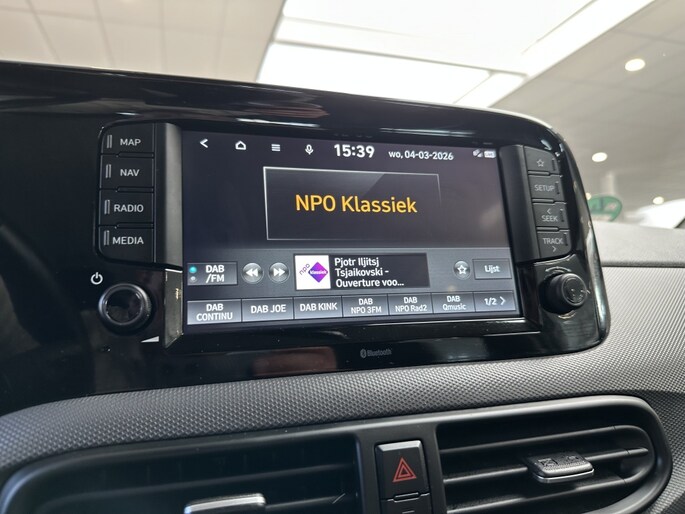 MAP
NAV
RADIO
MEDIA
15:39
wo, 04-03-2026
NPO Klassiek
DAB
/FM
npo
klassiek
Pjotr Iljitsj
Tsjaikovski -
Ouverture voo...
Lijst
DAB
CONTINU
DAB JOE
DAB KINK
DAB
NPO 3FM
DAB
NPO Rad2
DAB
Qmusic
1/2 >
SETUP
<
SEEK
TRACK
>
Bluetooth